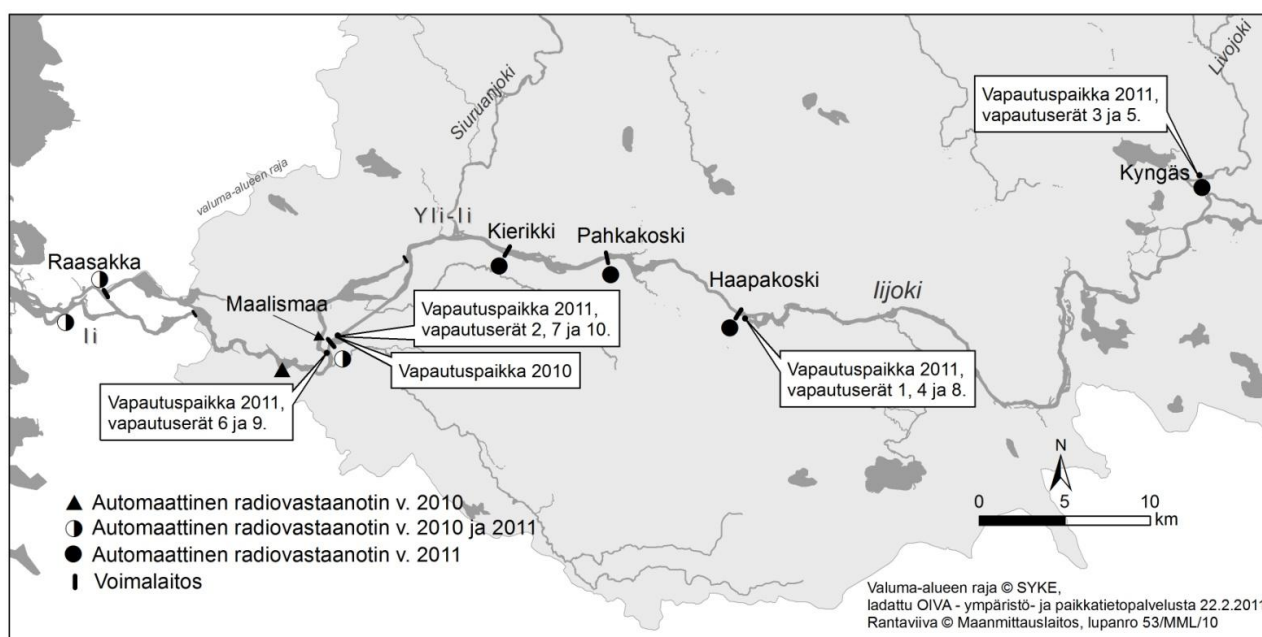 Livojoki
Siuruanjoki
Vapautuspaikka 2011,
vapautuserät 3 ja 5.
valuma-alueen raja
Kyngäs
Yli-Ii
Kierikki
Pahkakoski
Raasakka
Haapakoski
Iijoki
Maalismaa
Ii
Vapautuspaikka 2011,
vapautuserät 2, 7 ja 10.
Vapautuspaikka 2010
Vapautuspaikka 2011,
vapautuserät 1, 4 ja 8.
Vapautuspaikka 2011,
vapautuserät 6 ja 9.
N
0 5 10
km
Automaattinen radiovastaanotin v. 2010
Automaattinen radiovastaanotin v. 2010 ja 2011
Automaattinen radiovastaanotin v. 2011
Voimalaitos
Valuma-alueen raja © SYKE,
ladattu OIVA - ympäristö- ja paikkatietopalvelusta 22.2.2011
Rantaviiva © Maanmittauslaitos, lupanro 53/MML/10